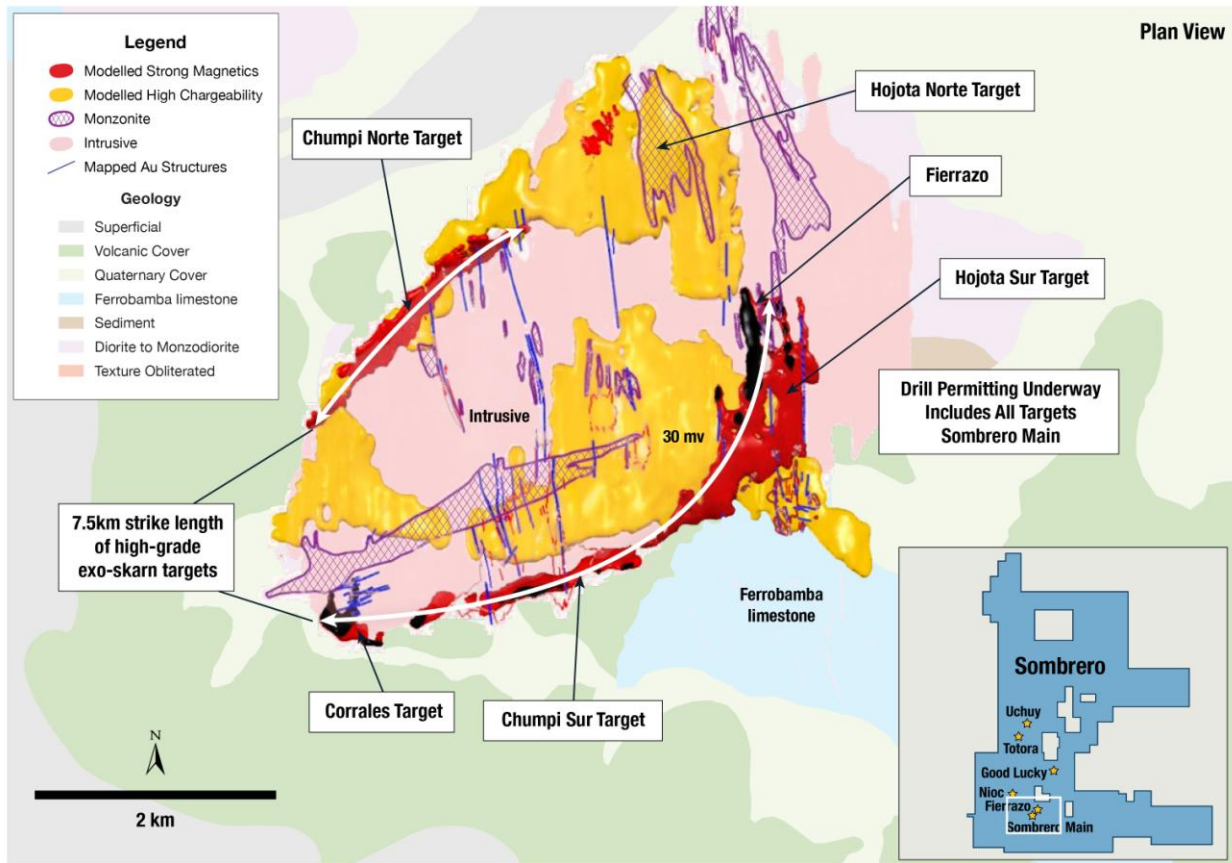 Plan View
Legend
Modelled Strong Magnetics
Modelled High Chargeability
Monzonite
Intrusive
Mapped Au Structures
Geology
Superficial
Volcanic Cover
Quaternary Cover
Ferrobamba limestone
Sediment
Diorite to Monzodiorite
Texture Obliterated
Chumpi Norte Target
Hojota Norte Target
Fierrazo
Hojota Sur Target
Drill Permitting Underway
Includes All Targets
Sombrero Main
Intrusive
30 mv
7.5km strike length
of high-grade
exo-skarn targets
Ferrobamba
limestone
Corrales Target
Chumpi Sur Target
N
2 km
Sombrero
Uchuy
Totora
Good Lucky
Nioc
Fierrazo
Sombrero Main